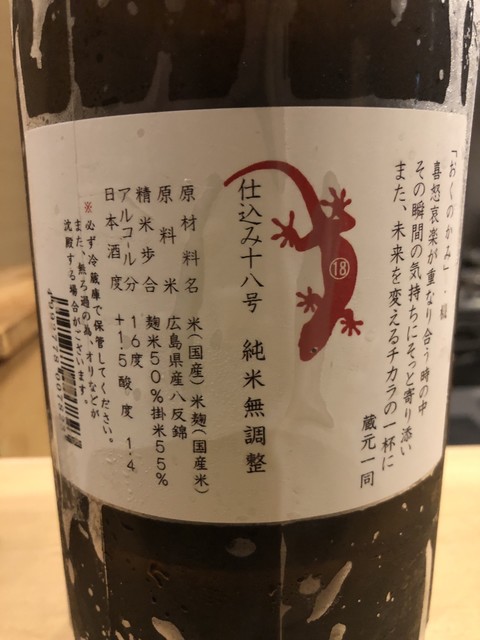 「おくのかみ」
喜怒哀楽が重なり合う時の中
その瞬間の気持ちにそっと寄り添い
また、未来を変えるチカラの一杯に
蔵元一同
18
仕込み十八号 純米無調整
原材料名 米(国産)米麹(国産米)
原料米 広島県産八反錦
精米歩合 麹米50%掛米55%
アルコール分 16度
日本酒度 +1.5 酸度 1.4
※必ず冷蔵庫で保管してください。
また、無ろ過の為、オリなどが
沈殿する場合がございます。